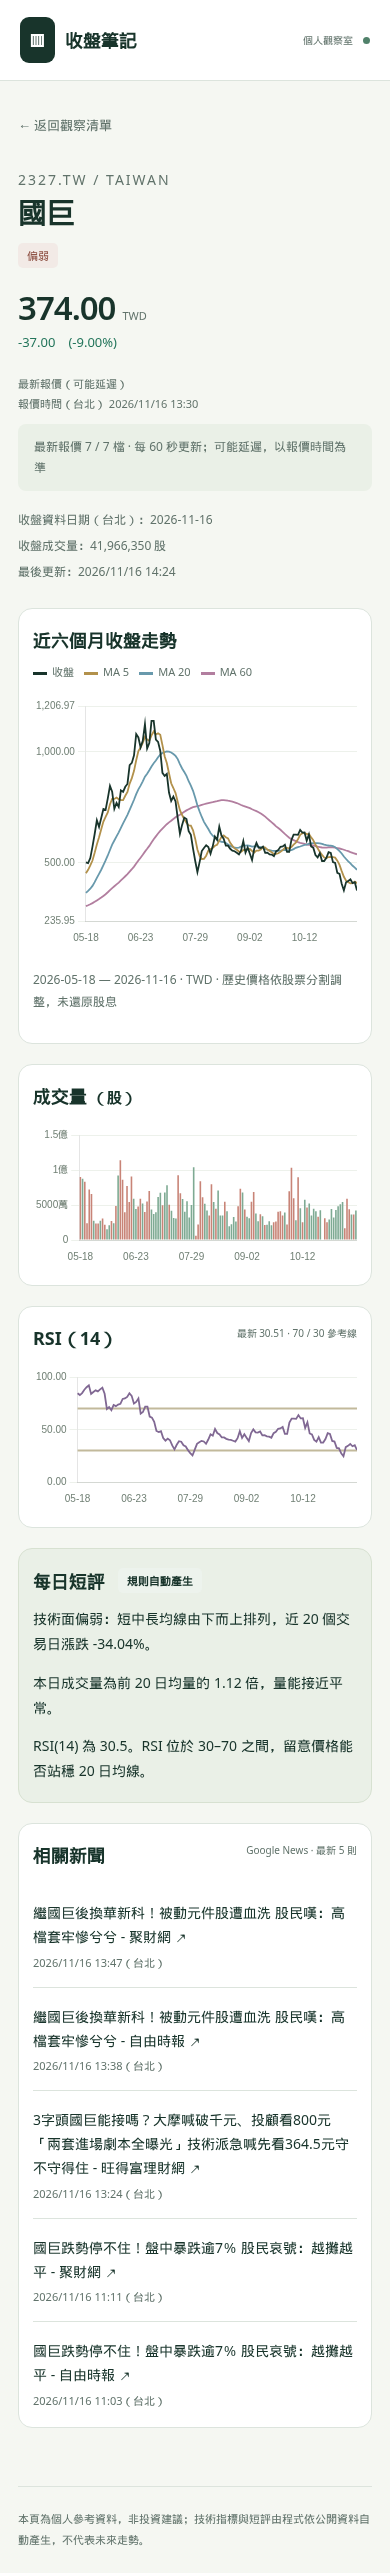 收盤筆記
個人觀察室
← 返回觀察清單
2327.TW / TAIWAN
國巨
偏弱
374.00 TWD
-37.00 (-9.00%)
最新報價（可能延遲）
報價時間（台北） 2026/11/16 13:30
最新報價 7 / 7 檔 · 每 60 秒更新；可能延遲，以報價時間為
準
收盤資料日期（台北）： 2026-11-16
收盤成交量： 41,966,350 股
最後更新： 2026/11/16 14:24
近六個月收盤走勢
收盤 MA 5 MA 20 MA 60
1,206.97
1,000.00
500.00
235.95
05-18 06-23 07-29 09-02 10-12
2026-05-18 — 2026-11-16 · TWD · 歷史價格依股票分割調
整，未還原股息
成交量（股）
1.5億
1億
5000萬
0
05-18 06-23 07-29 09-02 10-12
RSI（14）
最新 30.51 · 70 / 30 參考線
100.00
50.00
0.00
05-18 06-23 07-29 09-02 10-12
每日短評 規則自動產生
技術面偏弱：短中長均線由下而上排列，近 20 個交
易日漲跌 -34.04%。
本日成交量為前 20 日均量的 1.12 倍，量能接近平
常。
RSI(14) 為 30.5。RSI 位於 30–70 之間，留意價格能
否站穩 20 日均線。
相關新聞
Google News · 最新 5 則
繼國巨後換華新科！被動元件股遭血洗 股民嘆：高
檔套牢慘兮兮 - 聚財網 ↗
2026/11/16 13:47（台北）
繼國巨後換華新科！被動元件股遭血洗 股民嘆：高
檔套牢慘兮兮 - 自由時報 ↗
2026/11/16 13:38（台北）
3字頭國巨能接嗎？大摩喊破千元、投顧看800元
「兩套進場劇本全曝光」技術派急喊先看364.5元守
不守得住 - 旺得富理財網 ↗
2026/11/16 13:24（台北）
國巨跌勢停不住！盤中暴跌逾7% 股民哀號：越攤越
平 - 聚財網 ↗
2026/11/16 11:11（台北）
國巨跌勢停不住！盤中暴跌逾7% 股民哀號：越攤越
平 - 自由時報 ↗
2026/11/16 11:03（台北）
本頁為個人參考資料，非投資建議；技術指標與短評由程式依公開資料自
動產生，不代表未來走勢。